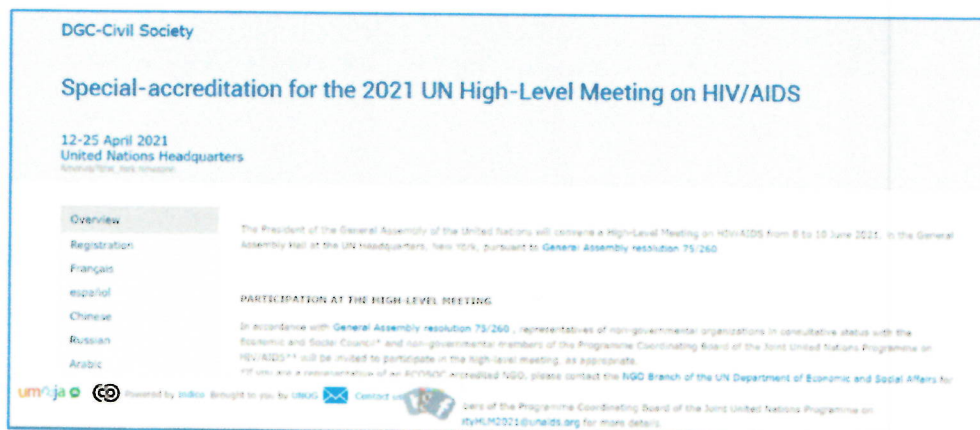 DGC-Civil Society
Special-accreditation for the 2021 UN High-Level Meeting on HIV/AIDS
12-25 April 2021
United Nations Headquarters
Overview
Registration
Français
español
Chinese
Russian
Arabic
The President of the General Assembly of the United Nations will convene a High-Level Meeting on HIV/AIDS from 8 to 10 June 2021, in the General
Assembly Hall at the UN Headquarters, New York, pursuant to General Assembly resolution 75/260
PARTICIPATION AT THE HIGH-LEVEL MEETING
In accordance with General Assembly resolution 75/260 , representatives of non-governmental organizations in consultative status with the
Economic and Social Council* and non-governmental members of the Programme Coordinating Board of the Joint United Nations Programme on
HIV/AIDS** will be invited to participate in the high-level meeting, as appropriate.
*If you are a representative of an ECOSOC accredited NGO, please contact the NGO Branch of the UN Department of Economic and Social Affairs for
umoja Powered by Indico Brought to you by UNOG Contact us
bers of the Programme Coordinating Board of the Joint United Nations Programme on
ityHLM2021@unaids.org for more details